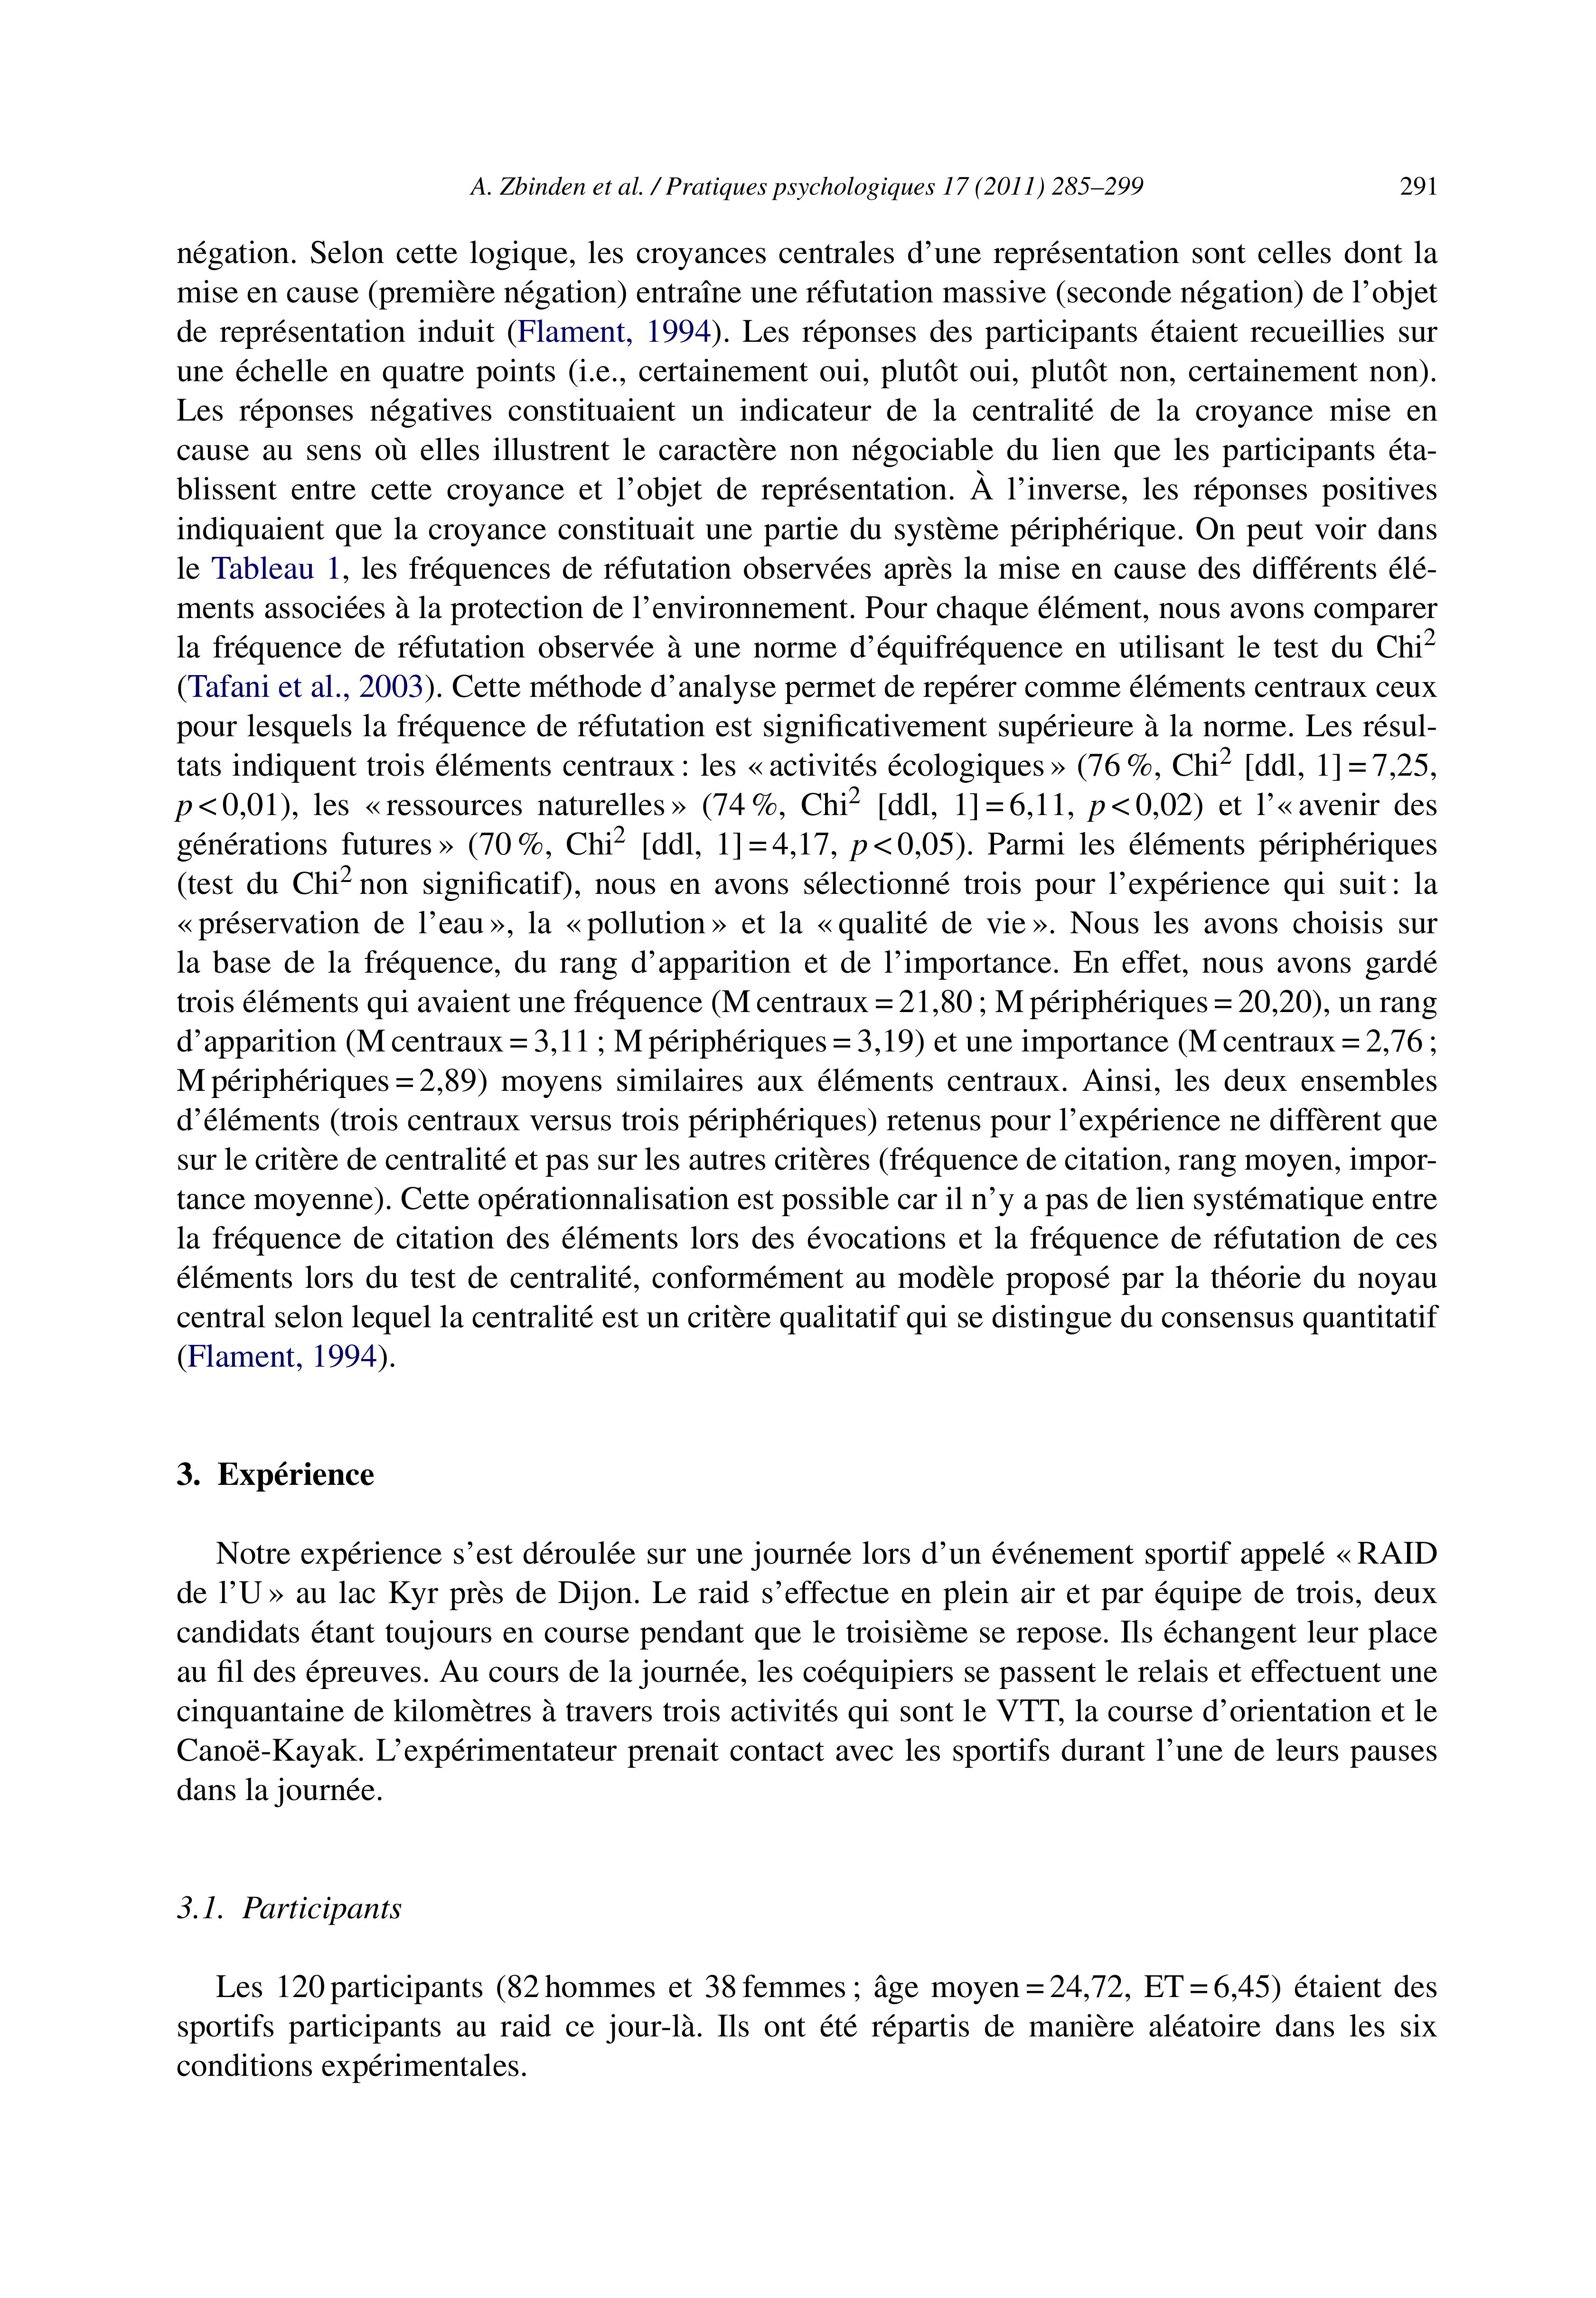 A. Zbinden et al. / Pratiques psychologiques 17 (2011) 285–299 291
négation. Selon cette logique, les croyances centrales d’une représentation sont celles dont la
mise en cause (première négation) entraîne une réfutation massive (seconde négation) de l’objet
de représentation induit (Flament, 1994). Les réponses des participants étaient recueillies sur
une échelle en quatre points (i.e., certainement oui, plutôt oui, plutôt non, certainement non).
Les réponses négatives constituaient un indicateur de la centralité de la croyance mise en
cause au sens où elles illustrent le caractère non négociable du lien que les participants éta-
blissent entre cette croyance et l’objet de représentation. À l’inverse, les réponses positives
indiquaient que la croyance constituait une partie du système périphérique. On peut voir dans
le Tableau 1, les fréquences de réfutation observées après la mise en cause des différents élé-
ments associées à la protection de l’environnement. Pour chaque élément, nous avons comparer
la fréquence de réfutation observée à une norme d’équifréquence en utilisant le test du Chi²
(Tafani et al., 2003). Cette méthode d’analyse permet de repérer comme éléments centraux ceux
pour lesquels la fréquence de réfutation est significativement supérieure à la norme. Les résul-
tats indiquent trois éléments centraux : les « activités écologiques » (76 %, Chi² [ddl, 1] = 7,25,
p < 0,01), les « ressources naturelles » (74 %, Chi² [ddl, 1] = 6,11, p < 0,02) et l’« avenir des
générations futures » (70 %, Chi² [ddl, 1] = 4,17, p < 0,05). Parmi les éléments périphériques
(test du Chi² non significatif), nous en avons sélectionné trois pour l’expérience qui suit : la
« préservation de l’eau », la « pollution » et la « qualité de vie ». Nous les avons choisis sur
la base de la fréquence, du rang d’apparition et de l’importance. En effet, nous avons gardé
trois éléments qui avaient une fréquence (M centraux = 21,80 ; M périphériques = 20,20), un rang
d’apparition (M centraux = 3,11 ; M périphériques = 3,19) et une importance (M centraux = 2,76 ;
M périphériques = 2,89) moyens similaires aux éléments centraux. Ainsi, les deux ensembles
d’éléments (trois centraux versus trois périphériques) retenus pour l’expérience ne diffèrent que
sur le critère de centralité et pas sur les autres critères (fréquence de citation, rang moyen, impor-
tance moyenne). Cette opérationnalisation est possible car il n’y a pas de lien systématique entre
la fréquence de citation des éléments lors des évocations et la fréquence de réfutation de ces
éléments lors du test de centralité, conformément au modèle proposé par la théorie du noyau
central selon lequel la centralité est un critère qualitatif qui se distingue du consensus quantitatif
(Flament, 1994).
3. Expérience
Notre expérience s’est déroulée sur une journée lors d’un événement sportif appelé « RAID
de l’U » au lac Kyr près de Dijon. Le raid s’effectue en plein air et par équipe de trois, deux
candidats étant toujours en course pendant que le troisième se repose. Ils échangent leur place
au fil des épreuves. Au cours de la journée, les coéquipiers se passent le relais et effectuent une
cinquantaine de kilomètres à travers trois activités qui sont le VTT, la course d’orientation et le
Canoë-Kayak. L’expérimentateur prenait contact avec les sportifs durant l’une de leurs pauses
dans la journée.
3.1. Participants
Les 120 participants (82 hommes et 38 femmes ; âge moyen = 24,72, ET = 6,45) étaient des
sportifs participants au raid ce jour-là. Ils ont été répartis de manière aléatoire dans les six
conditions expérimentales.